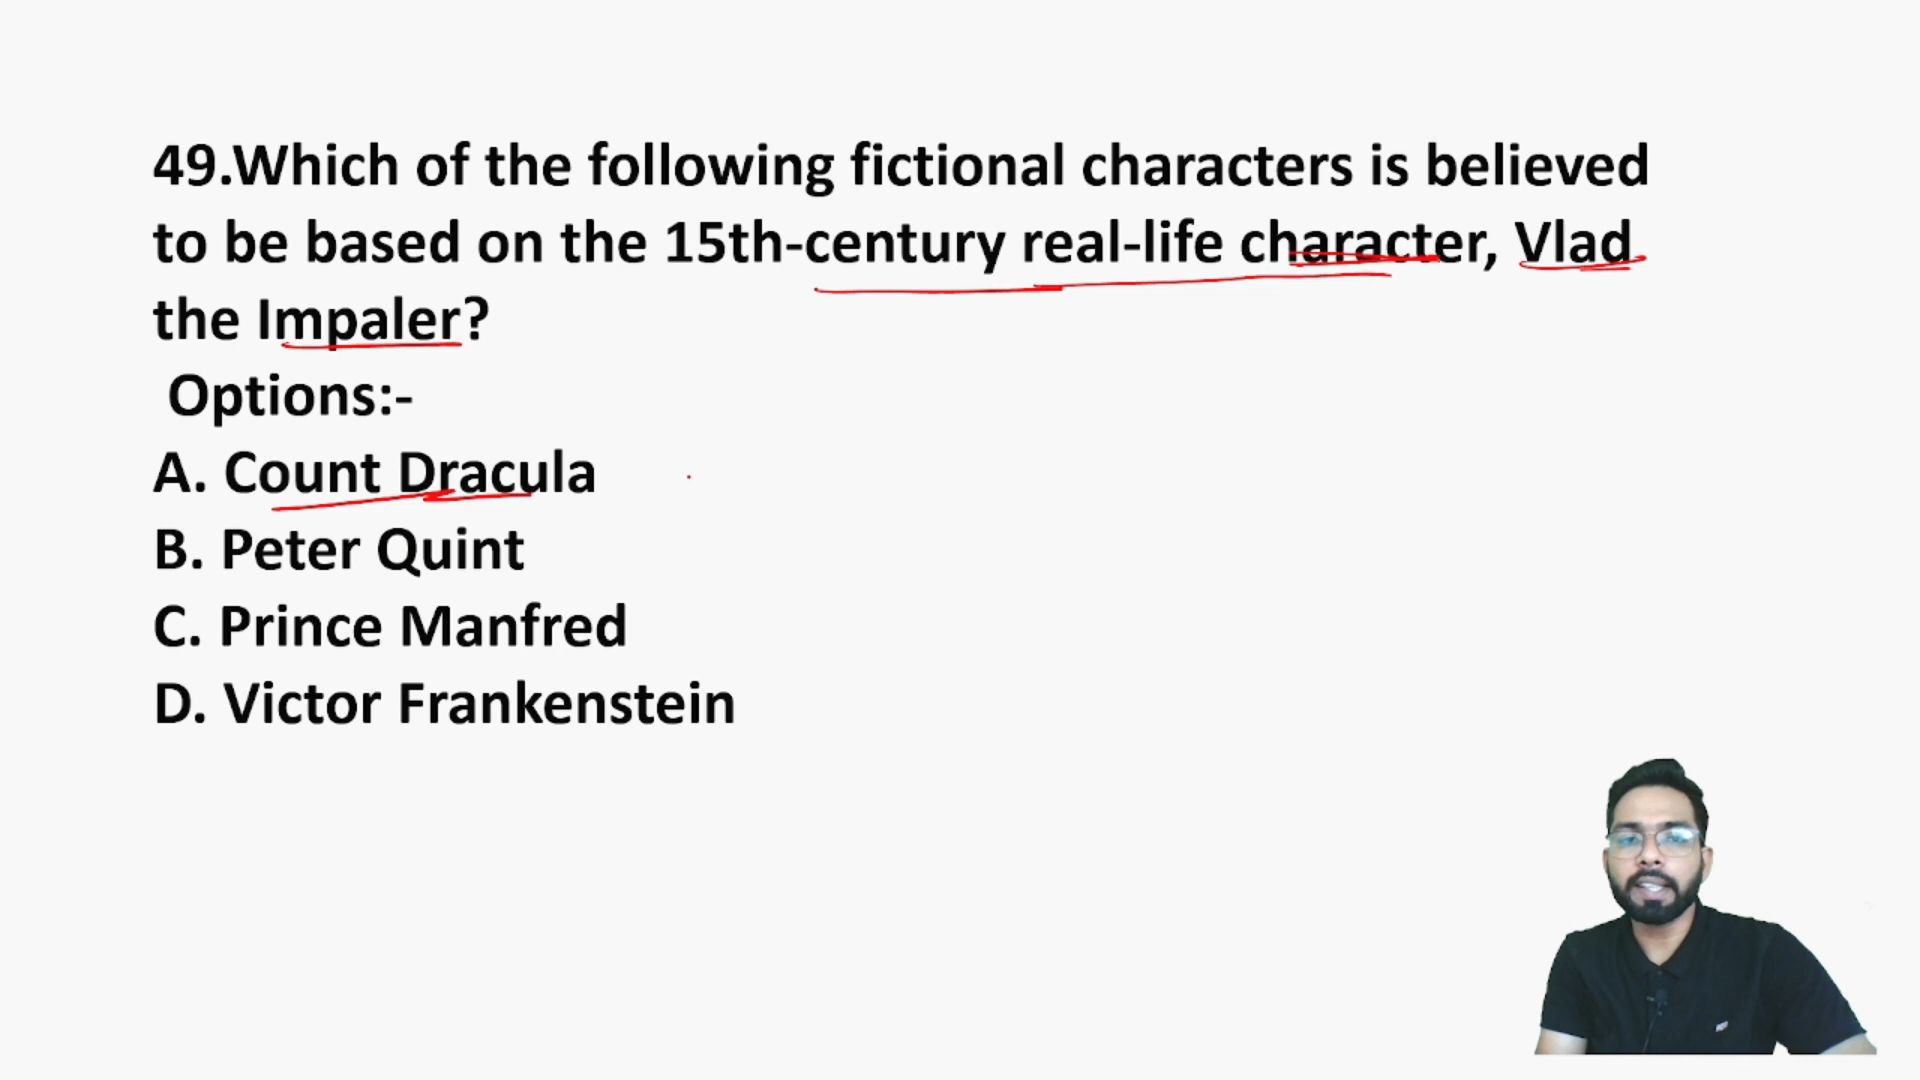 49.Which of the following fictional characters is believed
to be based on the 15th-century real-life character, Vlad
the Impaler?
Options:-
A. Count Dracula
B. Peter Quint
C. Prince Manfred
D. Victor Frankenstein